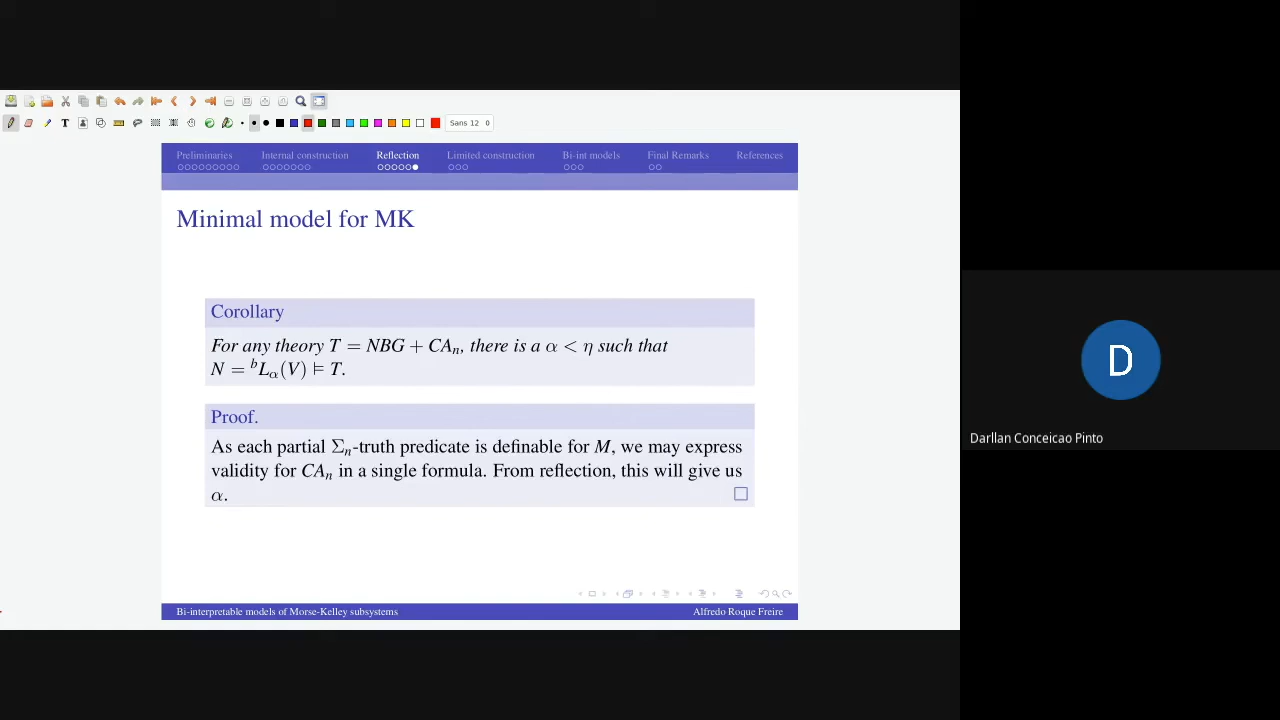 T
Sans 12 0
Preliminaries Internal construction Reflection Limited construction Bi-int models Final Remarks References
Minimal model for MK
Corollary
For any theory T = NBG + CAₙ, there is a α < η such that
N = ᵇL_α(V) ⊨ T.
Proof.
As each partial Σₙ-truth predicate is definable for M, we may express
validity for CAₙ in a single formula. From reflection, this will give us
α.
Bi-interpretable models of Morse-Kelley subsystems Alfredo Roque Freire
D
Darllan Conceicao Pinto